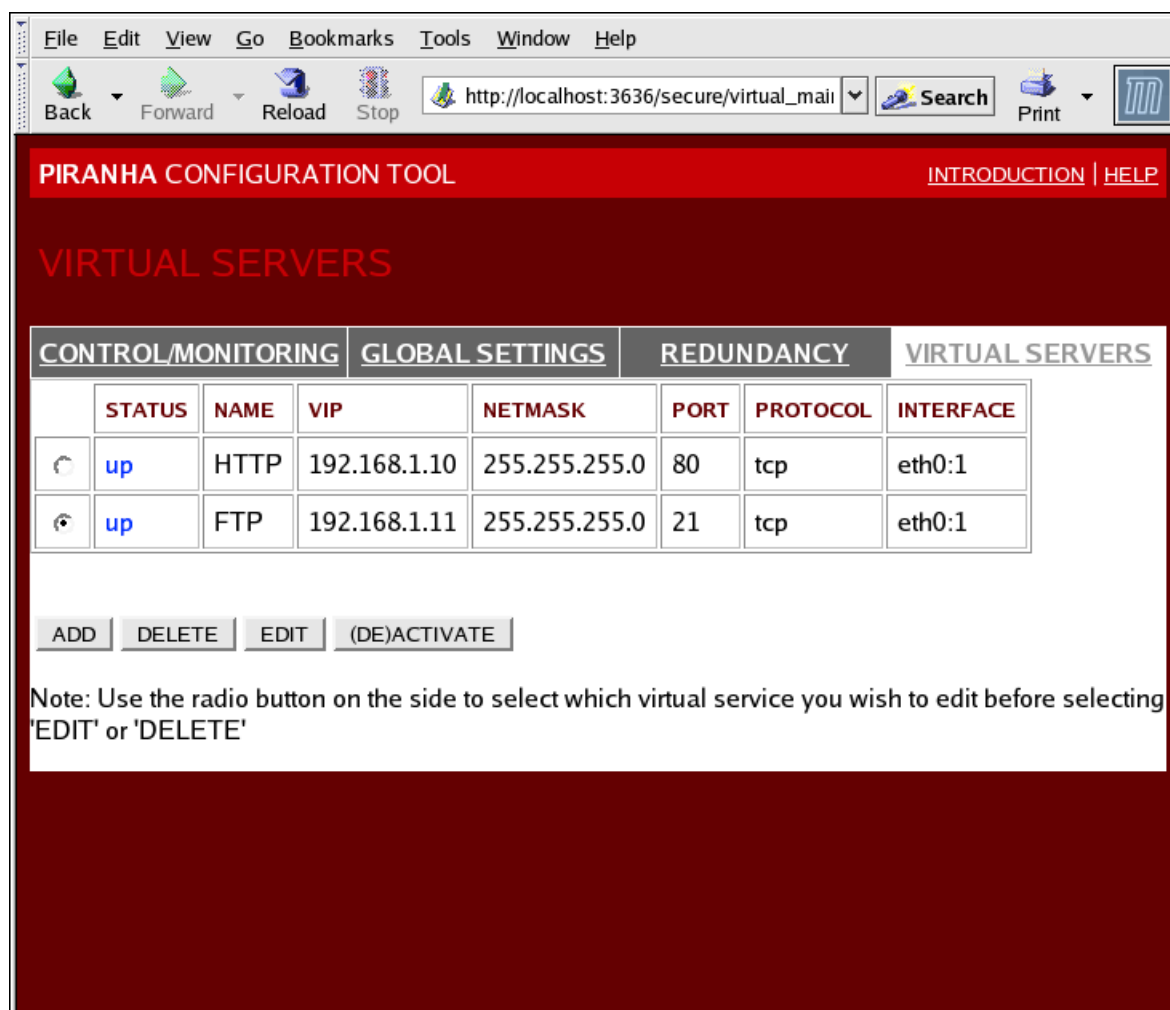 File Edit View Go Bookmarks Tools Window Help
Back Forward Reload Stop http://localhost:3636/secure/virtual_mai Search Print
PIRANHA CONFIGURATION TOOL INTRODUCTION | HELP
VIRTUAL SERVERS
CONTROL/MONITORING GLOBAL SETTINGS REDUNDANCY VIRTUAL SERVERS
STATUS NAME VIP NETMASK PORT PROTOCOL INTERFACE
up HTTP 192.168.1.10 255.255.255.0 80 tcp eth0:1
up FTP 192.168.1.11 255.255.255.0 21 tcp eth0:1
ADD DELETE EDIT (DE)ACTIVATE
Note: Use the radio button on the side to select which virtual service you wish to edit before selecting
'EDIT' or 'DELETE'